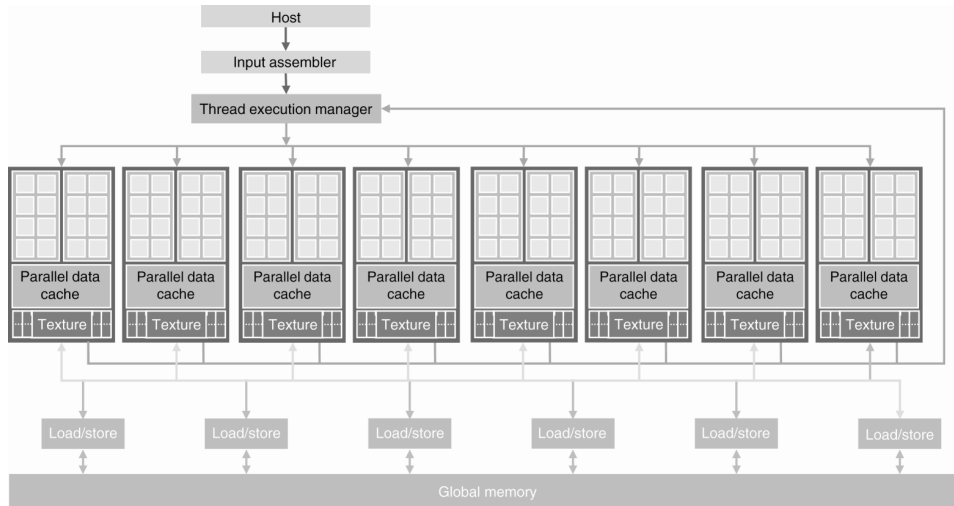 Host
Input assembler
Thread execution manager
Parallel data
cache
Parallel data
cache
Parallel data
cache
Parallel data
cache
Parallel data
cache
Parallel data
cache
Parallel data
cache
Parallel data
cache
Texture
Texture
Texture
Texture
Texture
Texture
Texture
Texture
Load/store
Load/store
Load/store
Load/store
Load/store
Load/store
Global memory